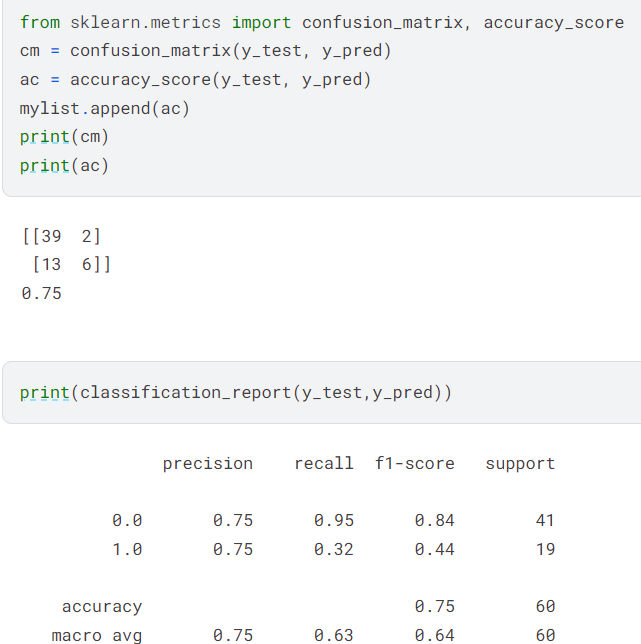 from sklearn.metrics import confusion_matrix, accuracy_score
cm = confusion_matrix(y_test, y_pred)
ac = accuracy_score(y_test, y_pred)
mylist.append(ac)
print(cm)
print(ac)
[[39  2]
 [13  6]]
0.75
print(classification_report(y_test,y_pred))
precision    recall  f1-score   support
0.0       0.75      0.95      0.84        41
1.0       0.75      0.32      0.44        19
accuracy                           0.75        60
macro avg       0.75      0.63      0.64        60